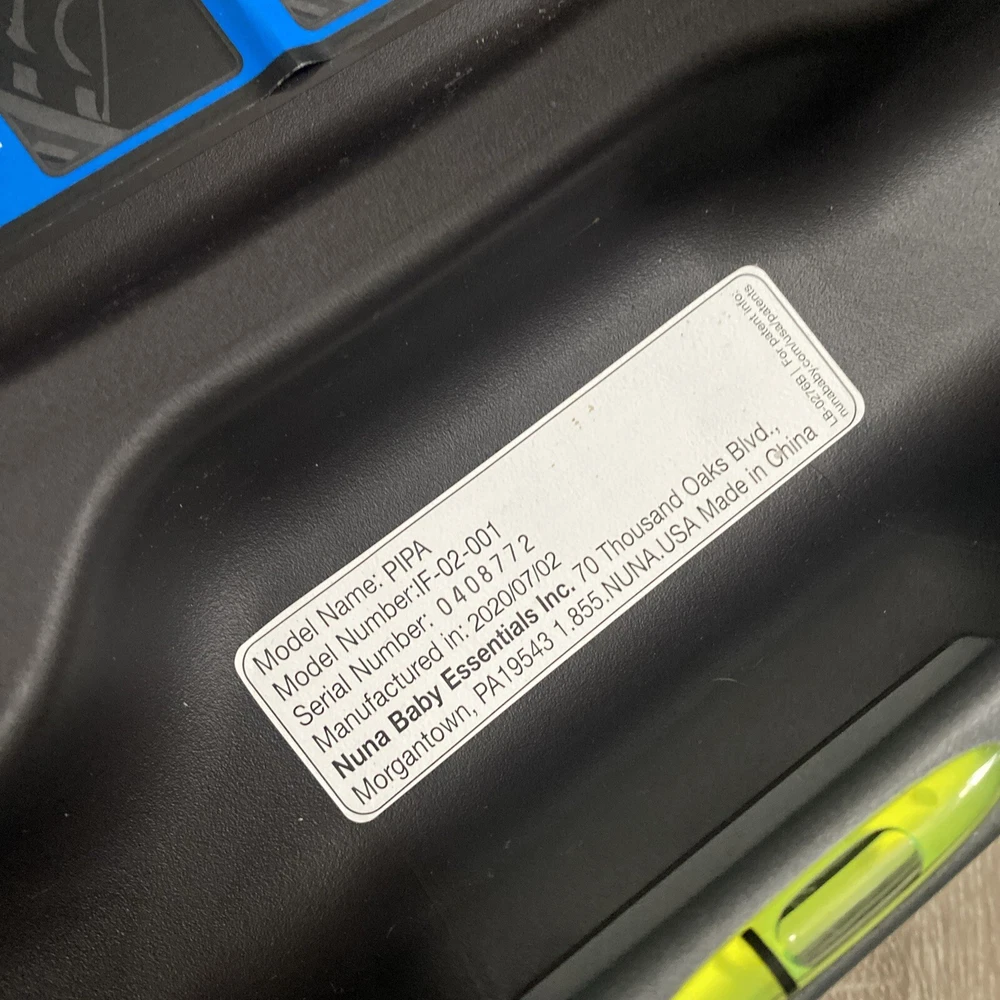 Model Name: PIPA
Model Number:IF-02-001
Serial Number: 0408772
Manufactured in: 2020/07/02
Nuna Baby Essentials Inc. 70 Thousand Oaks Blvd.,
Morgantown, PA19543 1.855.NUNA.USA Made in China
LB-0276B | For patent info:
nunababy.com/usa/patents